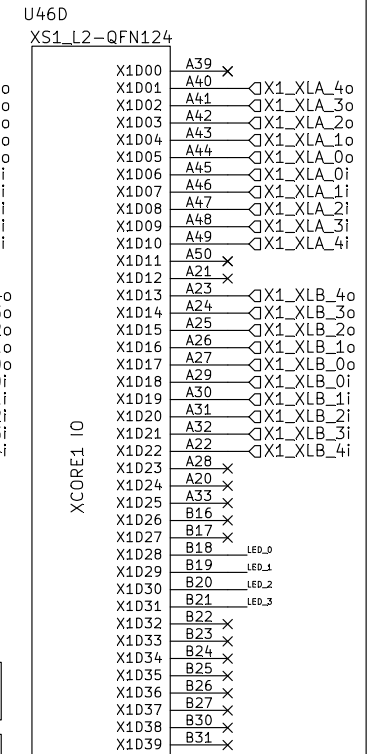 U46D
XS1_L2-QFN124
X1D00 A39
X1D01 A40 X1_XLA_4o
X1D02 A41 X1_XLA_3o
X1D03 A42 X1_XLA_2o
X1D04 A43 X1_XLA_1o
X1D05 A44 X1_XLA_0o
X1D06 A45 X1_XLA_0i
X1D07 A46 X1_XLA_1i
X1D08 A47 X1_XLA_2i
X1D09 A48 X1_XLA_3i
X1D10 A49 X1_XLA_4i
X1D11 A50
X1D12 A21
X1D13 A23 X1_XLB_4o
X1D14 A24 X1_XLB_3o
X1D15 A25 X1_XLB_2o
X1D16 A26 X1_XLB_1o
X1D17 A27 X1_XLB_0o
X1D18 A29 X1_XLB_0i
X1D19 A30 X1_XLB_1i
X1D20 A31 X1_XLB_2i
X1D21 A32 X1_XLB_3i
X1D22 A22 X1_XLB_4i
X1D23 A28
X1D24 A20
X1D25 A33
X1D26 B16
X1D27 B17
X1D28 B18 LED_0
X1D29 B19 LED_1
X1D30 B20 LED_2
X1D31 B21 LED_3
X1D32 B22
X1D33 B23
X1D34 B24
X1D35 B25
X1D36 B26
X1D37 B27
X1D38 B30
X1D39 B31
XCORE1 IO